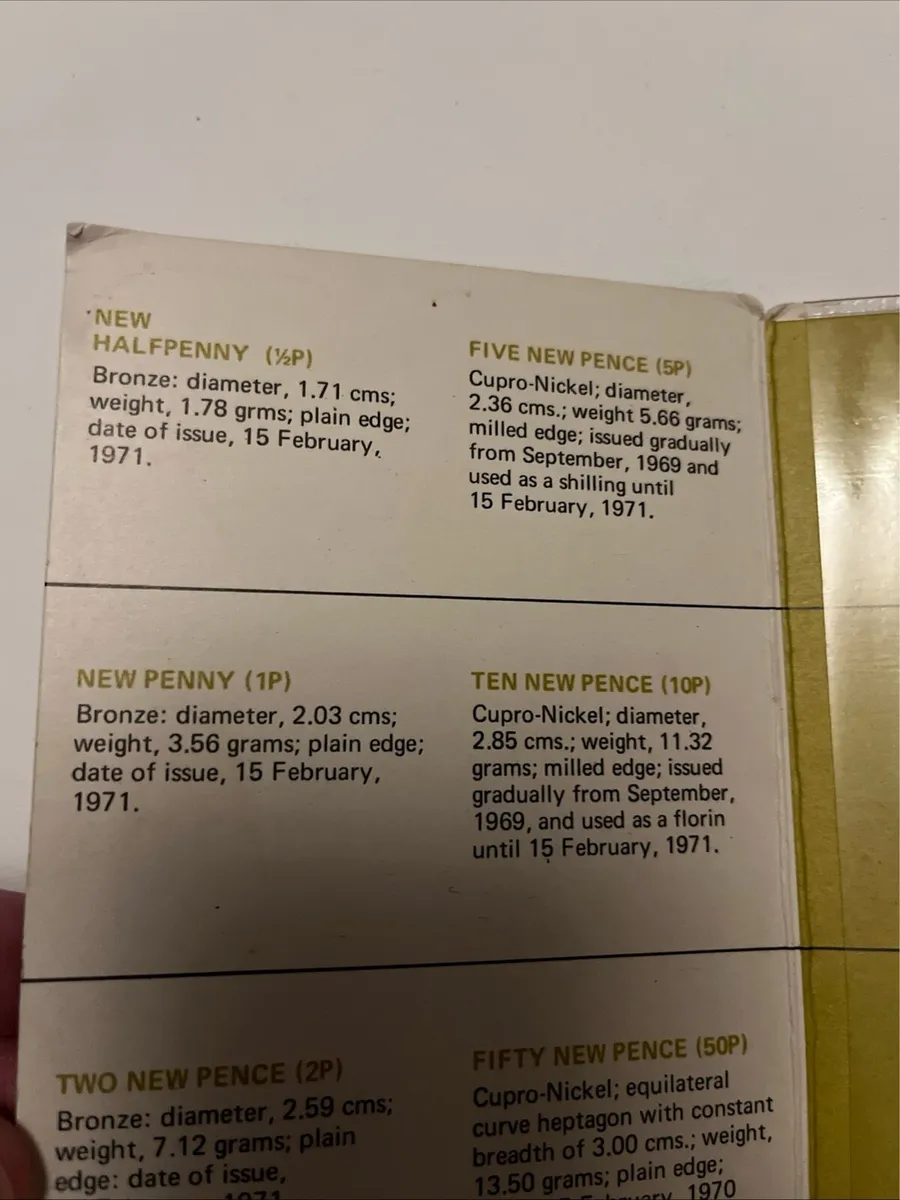 NEW
HALFPENNY (½P)
Bronze: diameter, 1.71 cms;
weight, 1.78 grms; plain edge;
date of issue, 15 February,
1971.
FIVE NEW PENCE (5P)
Cupro-Nickel; diameter,
2.36 cms.; weight 5.66 grams;
milled edge; issued gradually
from September, 1969 and
used as a shilling until
15 February, 1971.
NEW PENNY (1P)
Bronze: diameter, 2.03 cms;
weight, 3.56 grams; plain edge;
date of issue, 15 February,
1971.
TEN NEW PENCE (10P)
Cupro-Nickel; diameter,
2.85 cms.; weight, 11.32
grams; milled edge; issued
gradually from September,
1969, and used as a florin
until 15 February, 1971.
TWO NEW PENCE (2P)
Bronze: diameter, 2.59 cms;
weight, 7.12 grams; plain
edge: date of issue,
1971
FIFTY NEW PENCE (50P)
Cupro-Nickel; equilateral
curve heptagon with constant
breadth of 3.00 cms.; weight,
13.50 grams; plain edge;
1970